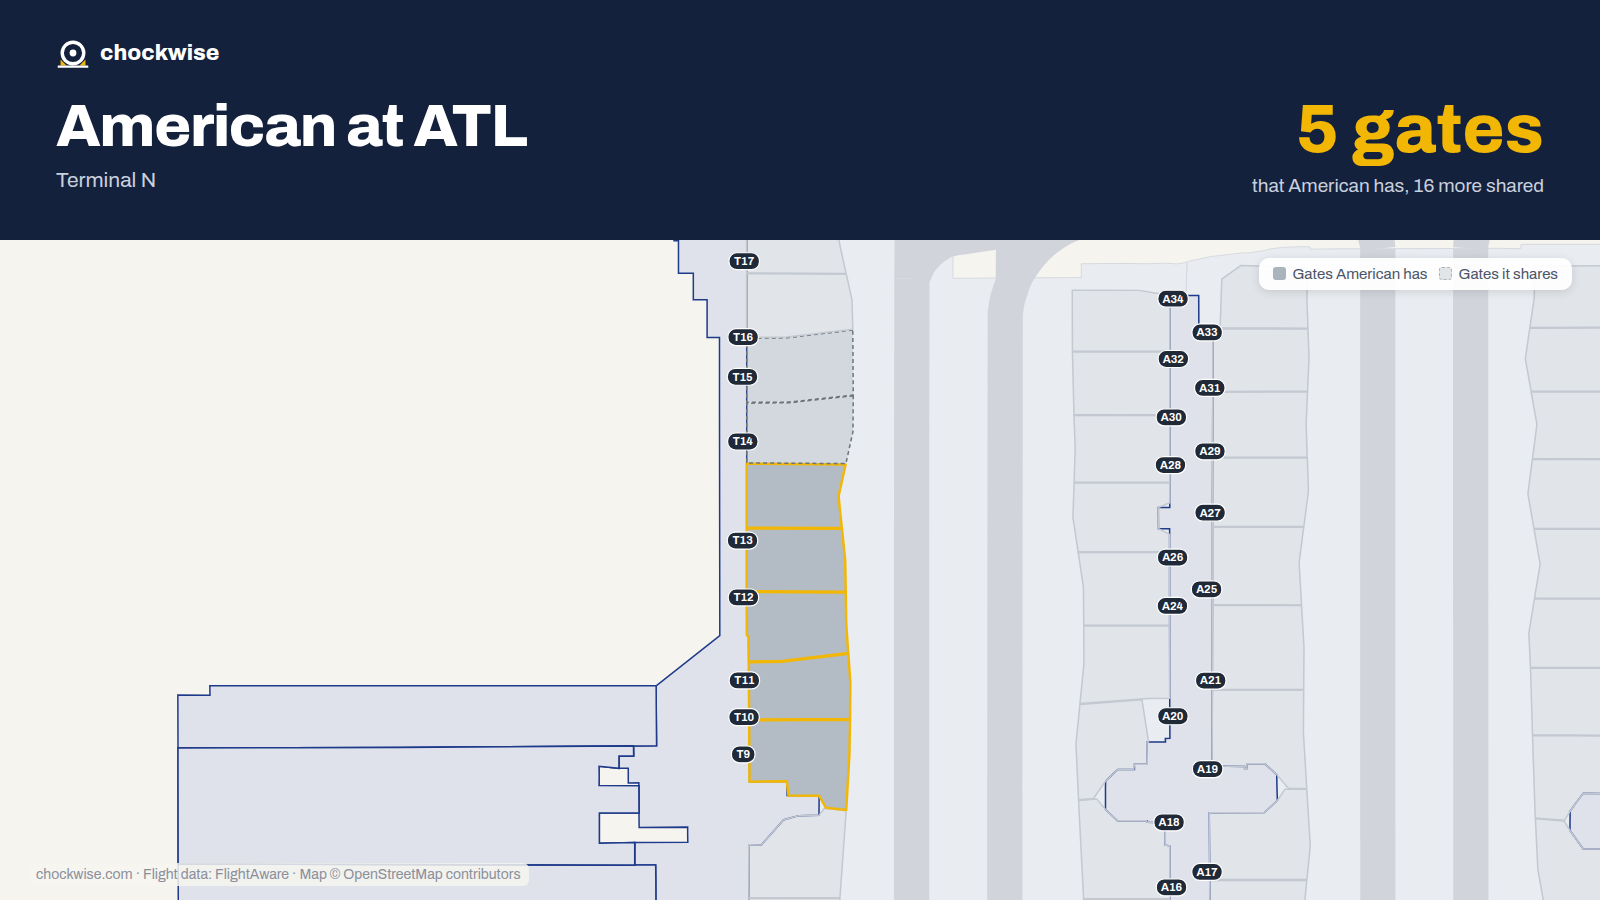 chockwise
American at ATL
Terminal N
5 gates
that American has, 16 more shared
Gates American has
Gates it shares
T17
T16
T15
T14
T13
T12
T11
T10
T9
A34
A33
A32
A31
A30
A29
A28
A27
A26
A25
A24
A21
A20
A19
A18
A17
A16
chockwise.com · Flight data: FlightAware · Map © OpenStreetMap contributors